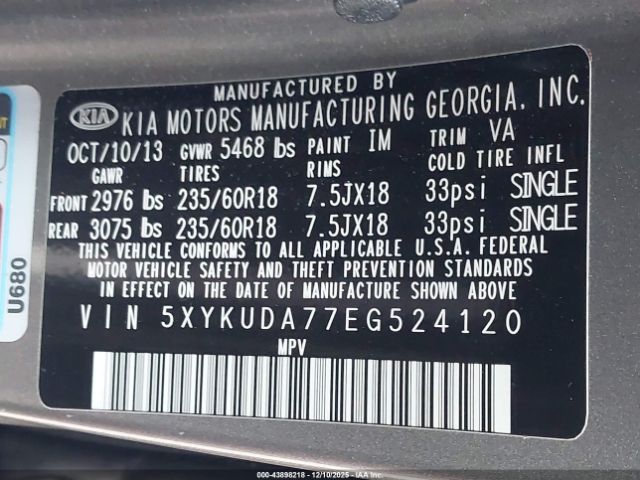 MANUFACTURED BY
KIA KIA MOTORS MANUFACTURING GEORGIA, INC.
OCT/10/13 GVWR 5468 lbs PAINT IM TRIM VA
GAWR TIRES RIMS COLD TIRE INFL
FRONT 2976 lbs 235/60R18 7.5JX18 33psi SINGLE
REAR 3075 lbs 235/60R18 7.5JX18 33psi SINGLE
THIS VEHICLE CONFORMS TO ALL APPLICABLE U.S.A. FEDERAL
MOTOR VEHICLE SAFETY AND THEFT PREVENTION STANDARDS
IN EFFECT ON THE DATE OF MANUFACTURE SHOWN ABOVE.
VIN 5XYKUDA77EG524120
MPV
U680
000-43898218 - 12/10/2025 - IAA Inc.